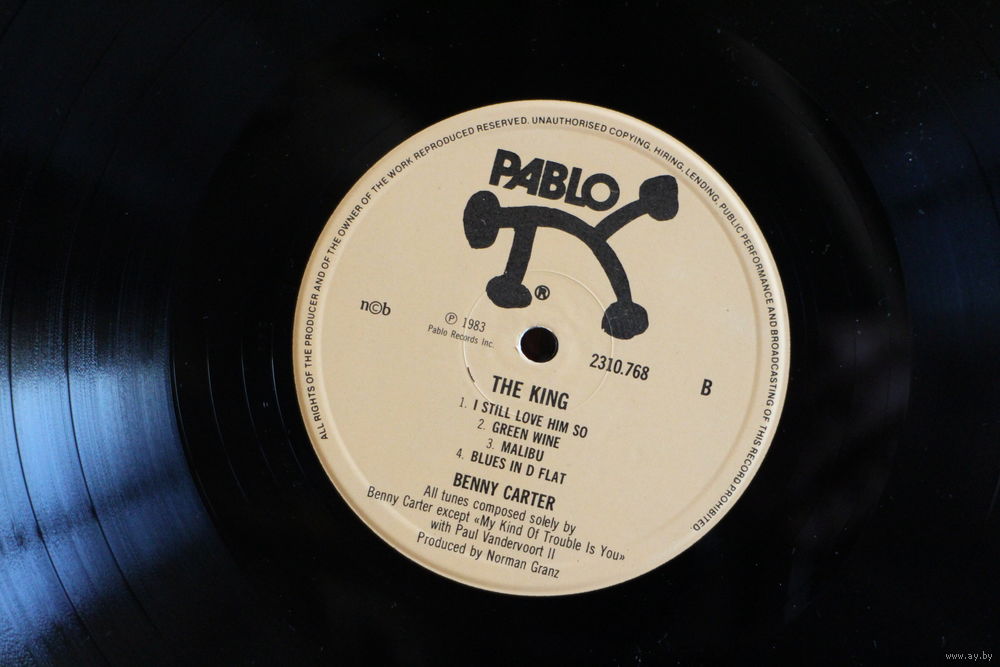 ALL RIGHTS OF THE PRODUCER AND OF THE OWNER OF THE WORK REPRODUCED RESERVED. UNAUTHORISED COPYING, HIRING, LENDING, PUBLIC PERFORMANCE AND BROADCASTING OF THIS RECORD PROHIBITED.
PABLO
®
n©b
℗ 1983
Pablo Records Inc.
2310.768
B
THE KING
1. I STILL LOVE HIM SO
2. GREEN WINE
3. MALIBU
4. BLUES IN D FLAT
BENNY CARTER
All tunes composed solely by
Benny Carter except «My Kind Of Trouble Is You»
with Paul Vandervoort II
Produced by Norman Granz
www.ay.by